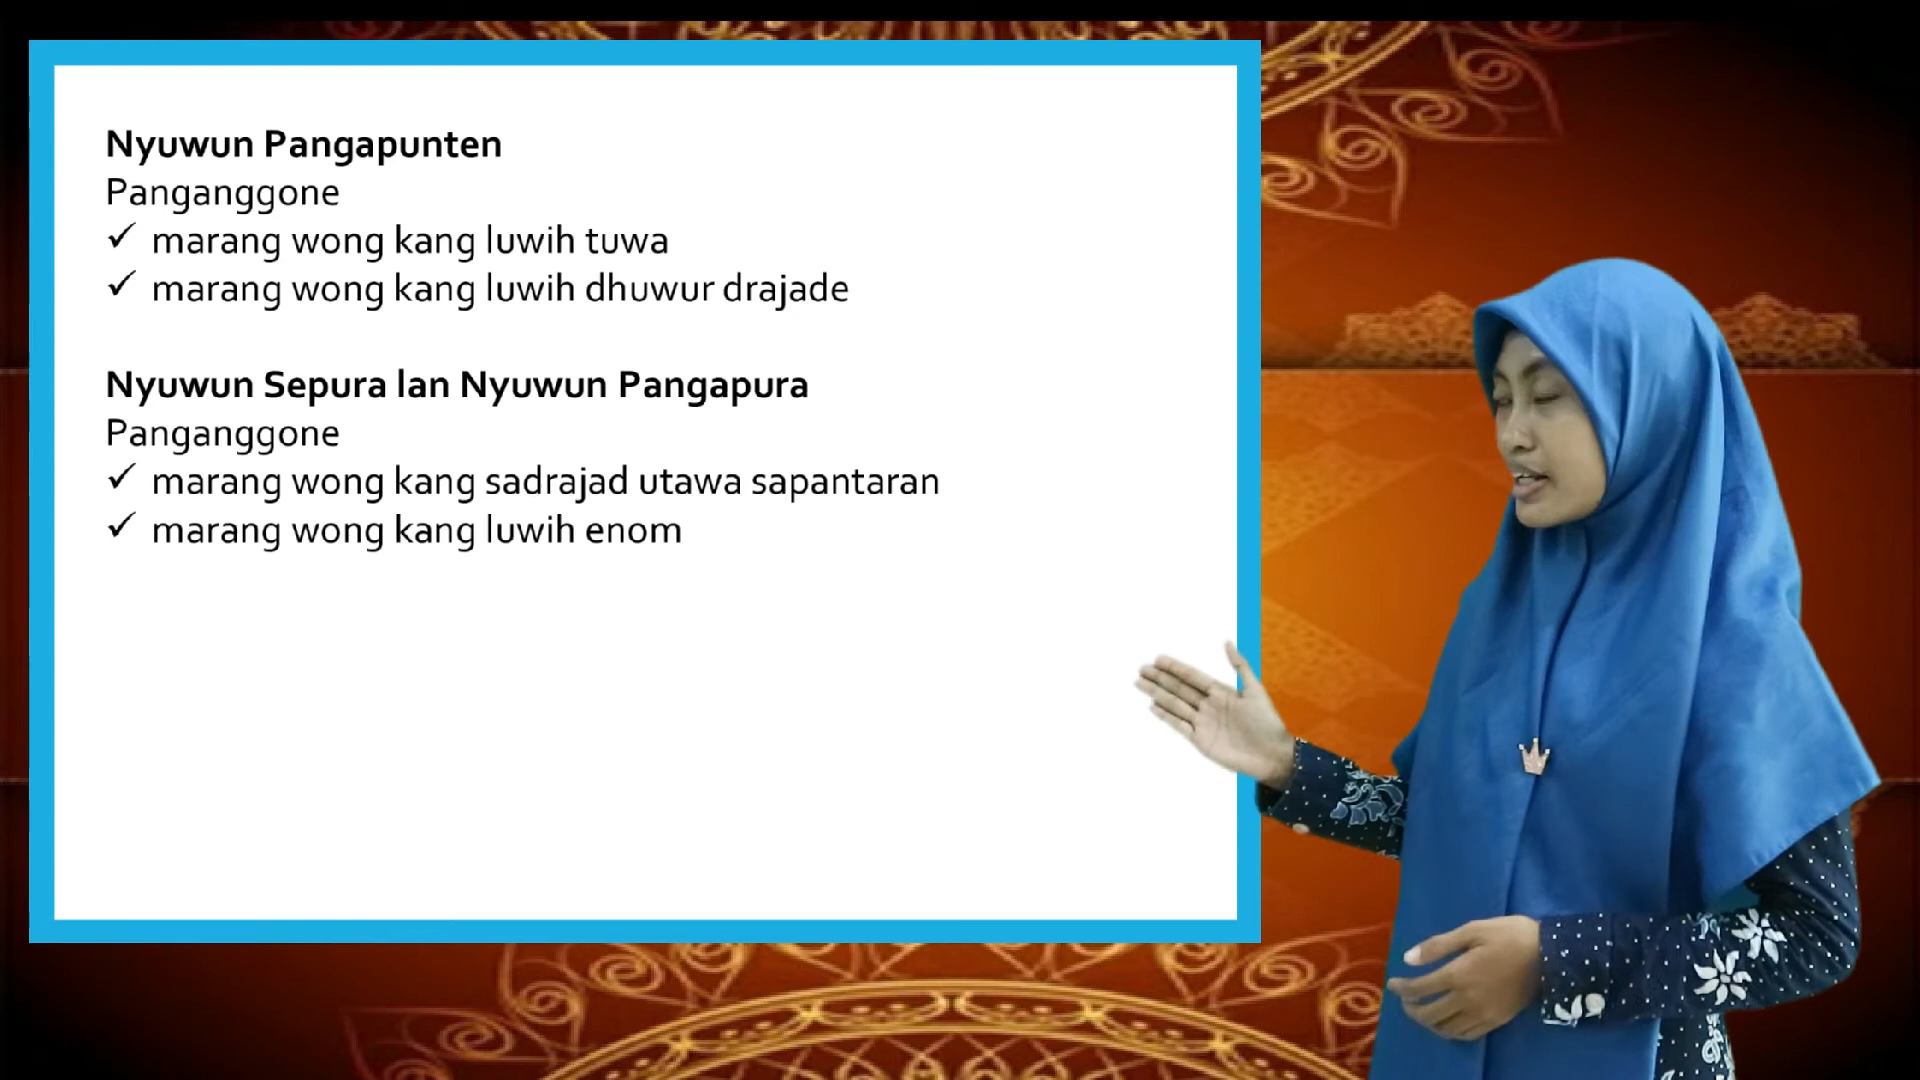 Nyuwun Pangapunten
Panganggone
✓ marang wong kang luwih tuwa
✓ marang wong kang luwih dhuwur drajade
Nyuwun Sepura lan Nyuwun Pangapura
Panganggone
✓ marang wong kang sadrajad utawa sapantaran
✓ marang wong kang luwih enom